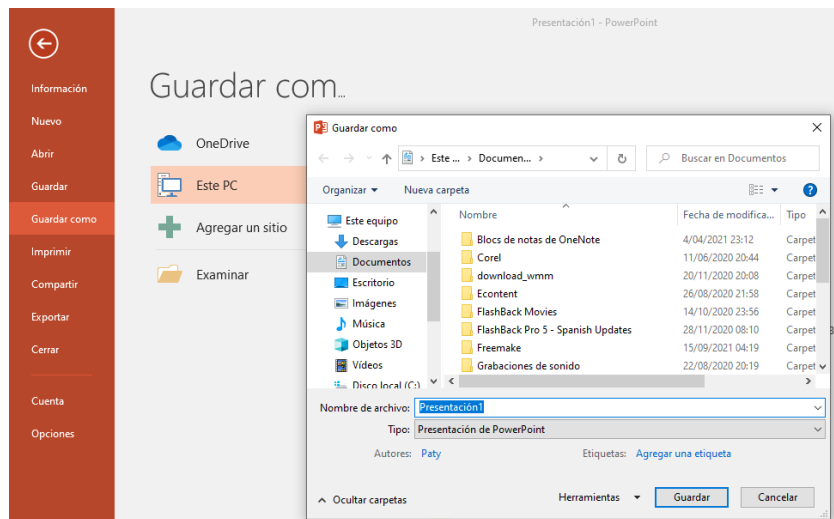 Presentación1 - PowerPoint
Información
Nuevo
Abrir
Guardar
Guardar como
Imprimir
Compartir
Exportar
Cerrar
Cuenta
Opciones
Guardar com...
OneDrive
Este PC
Agregar un sitio
Examinar
Guardar como
Este ... > Documen... >
Buscar en Documentos
Organizar
Nueva carpeta
Este equipo
Descargas
Documentos
Escritorio
Imágenes
Música
Objetos 3D
Vídeos
Disco local (C:)
Nombre Fecha de modifica... Tipo
Blocs de notas de OneNote 4/04/2021 23:12 Carpet
Corel 11/06/2020 20:44 Carpet
download_wmm 20/11/2020 20:08 Carpet
Econtent 26/08/2020 21:58 Carpet
FlashBack Movies 14/10/2020 23:56 Carpet
FlashBack Pro 5 - Spanish Updates 28/11/2020 08:10 Carpet
Freemake 15/09/2021 04:19 Carpet
Grabaciones de sonido 22/08/2020 20:19 Carpet
Nombre de archivo: Presentación1
Tipo: Presentación de PowerPoint
Autores: Paty Etiquetas: Agregar una etiqueta
Ocultar carpetas Herramientas Guardar Cancelar